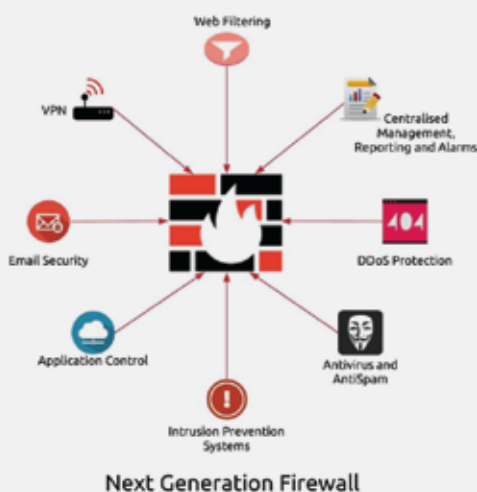 Web Filtering
VPN
Centralised
Management,
Reporting and Alarms
Email Security
404
DDoS Protection
Application Control
Antivirus and
AntiSpam
Intrusion Prevention
Systems
Next Generation Firewall